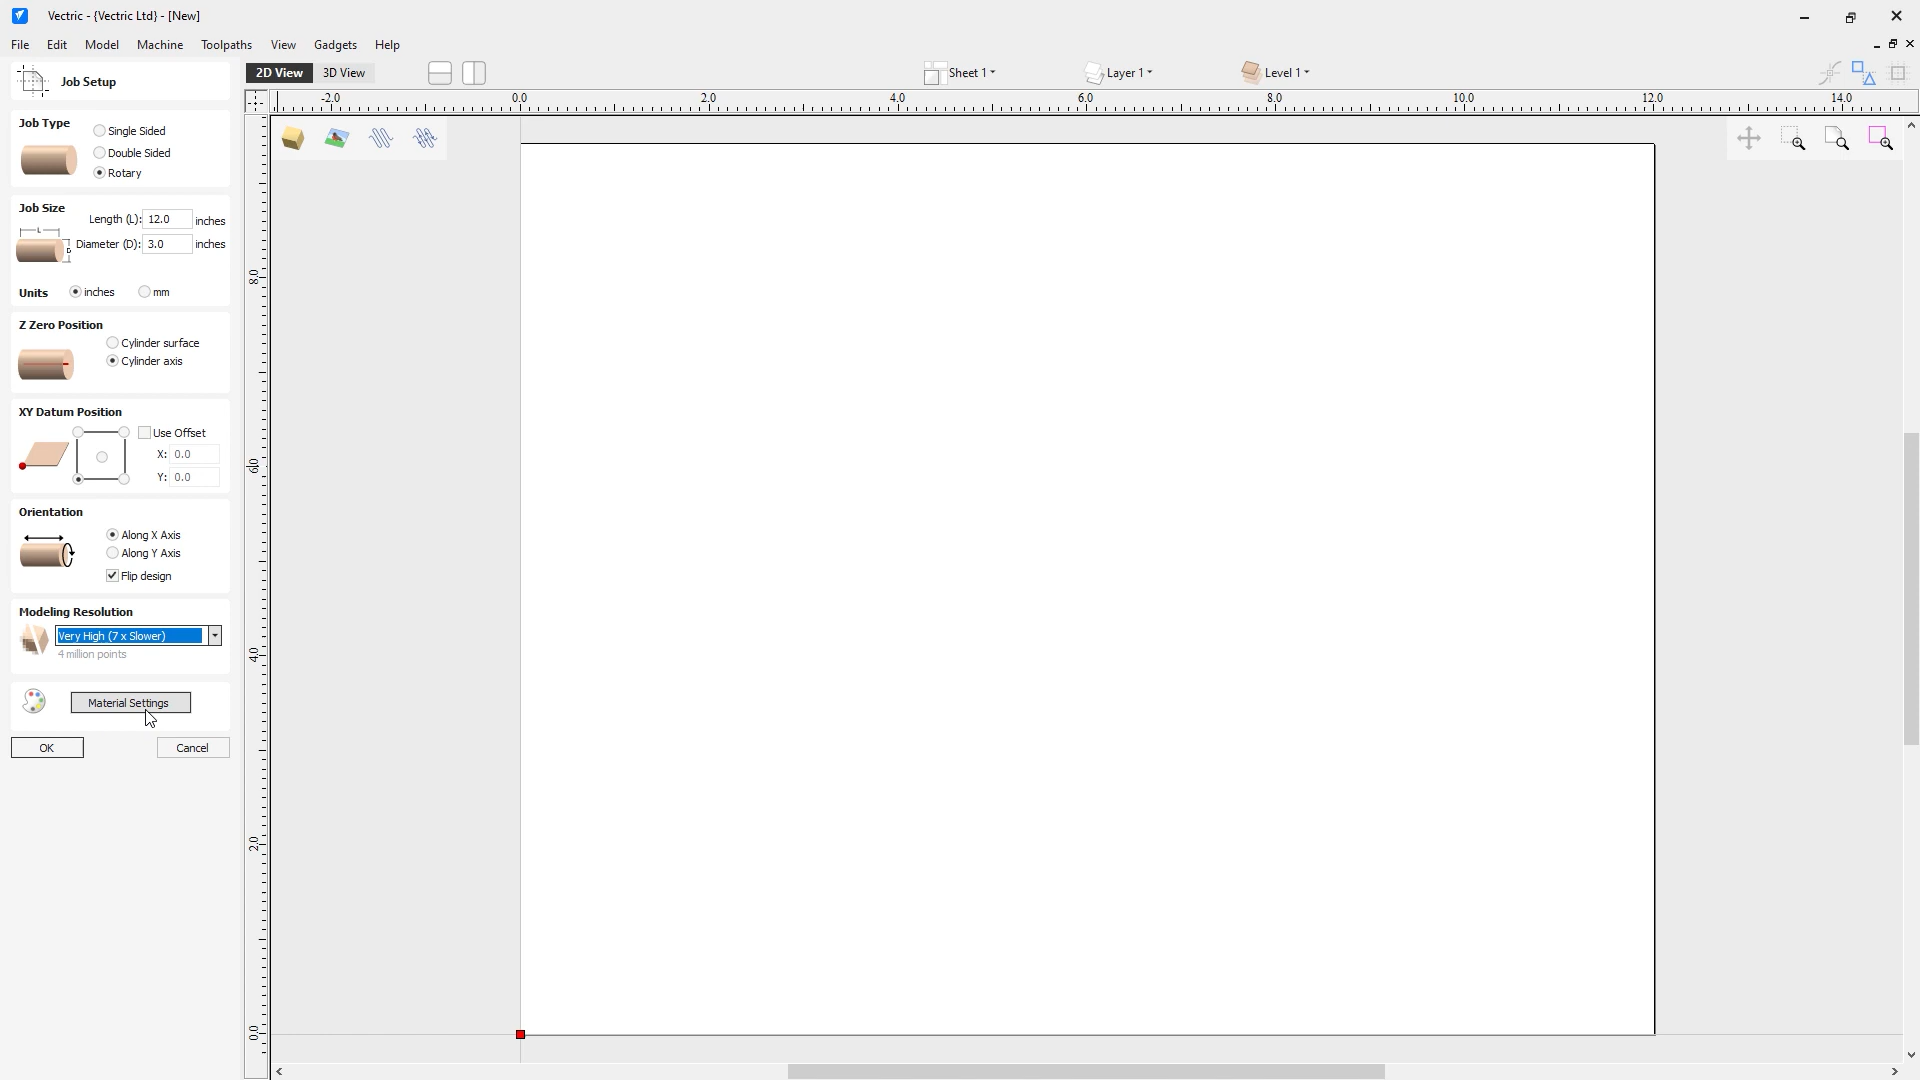 Vectric - {Vectric Ltd} - [New]
File Edit Model Machine Toolpaths View Gadgets Help
Job Setup
2D View 3D View Sheet 1 Layer 1 Level 1
-2.0 0.0 2.0 4.0 6.0 8.0 10.0 12.0 14.0
Job Type
Single Sided
Double Sided
Rotary
Job Size
Length (L): 12.0 inches
L
Diameter (D): 3.0 inches
D
Units inches mm
Z Zero Position
Cylinder surface
Cylinder axis
XY Datum Position
Use Offset
X: 0.0
Y: 0.0
Orientation
Along X Axis
Along Y Axis
Flip design
Modeling Resolution
Very High (7 x Slower)
4 million points
Material Settings
OK Cancel
8.0
6.0
4.0
2.0
0.0